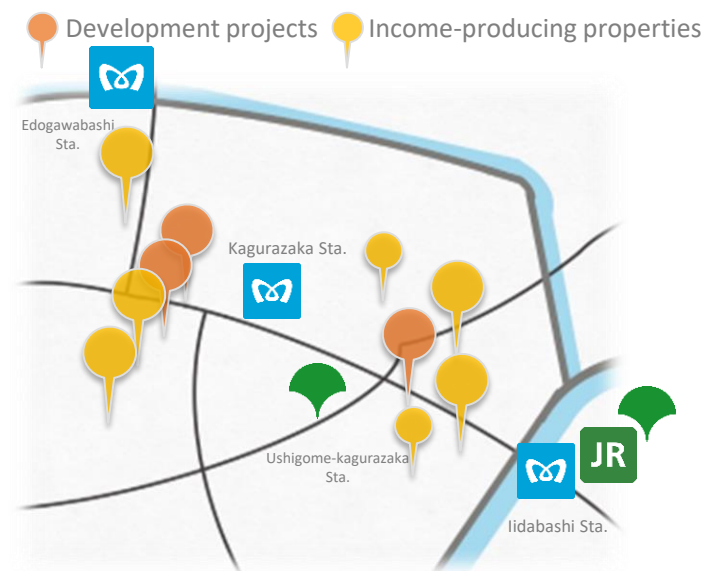 Development projects
Income-producing properties
Edogawabashi
Sta.
Kagurazaka Sta.
Ushigome-kagurazaka
Sta.
JR
Iidabashi Sta.